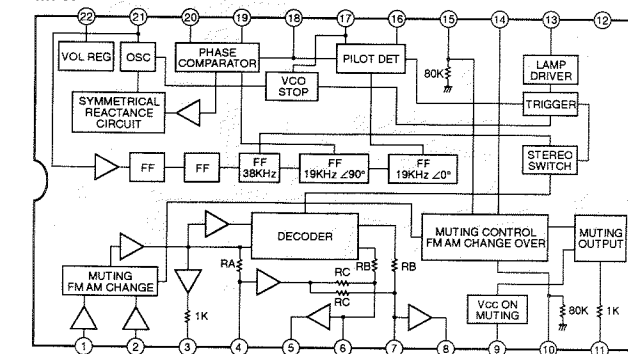 22 21 20 19 18 17 16 15 14 13 12
VOL REG
OSC
PHASE
COMPARATOR
PILOT DET
80K
LAMP
DRIVER
VCO
STOP
SYMMETRICAL
REACTANCE
CIRCUIT
TRIGGER
FF
FF
FF
38KHz
FF
19KHz ∠90°
FF
19KHz ∠0°
STEREO
SWITCH
DECODER
MUTING CONTROL
FM AM CHANGE OVER
MUTING
OUTPUT
MUTING
FM AM CHANGE
RA
RB
RB
RC
RC
1K
VCC ON
MUTING
80K
1K
1 2 3 4 5 6 7 8 9 10 11